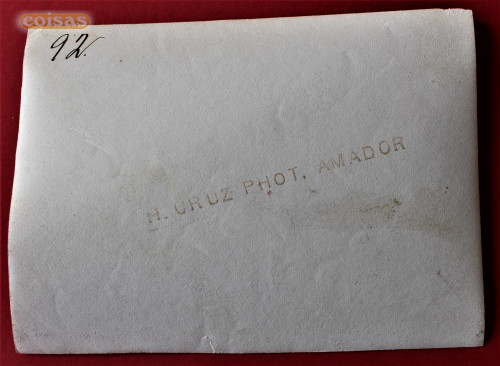 coisas
92.
H. CRUZ PHOT. AMADOR